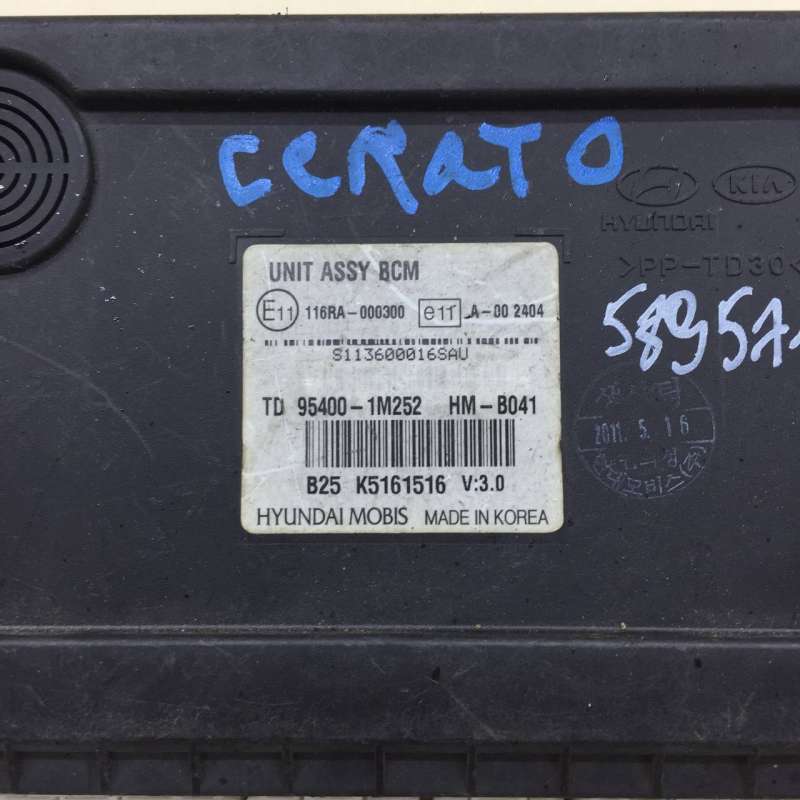 CERATO
KIA
HYUNDAI
>PP-TD30<
UNIT ASSY BCM
E11 116RA-000300 e11 A-00 2404
S113600016SAU
58957
TD 95400-1M252 HM-B041
2011. 5. 16
B25 K5161516 V:3.0
HYUNDAI MOBIS MADE IN KOREA